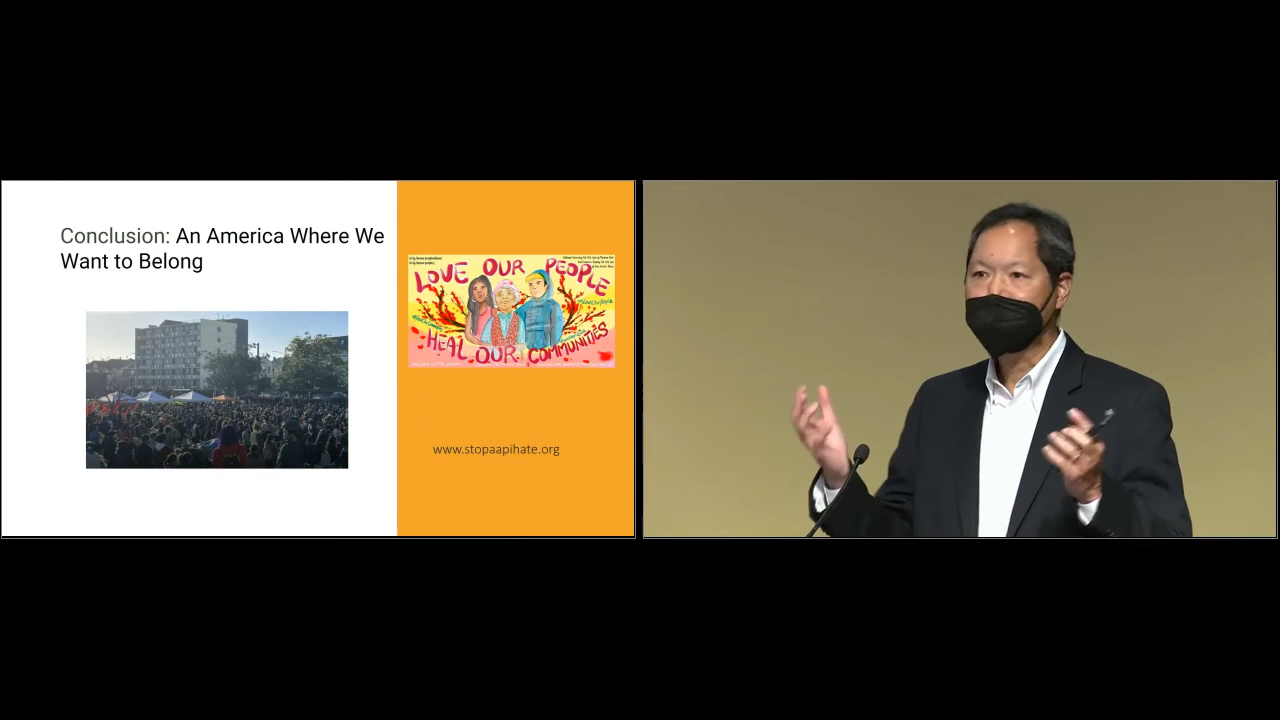 Conclusion: An America Where We
Want to Belong
LOVE OUR PEOPLE
HEAL OUR COMMUNITIES
www.stopaapihate.org